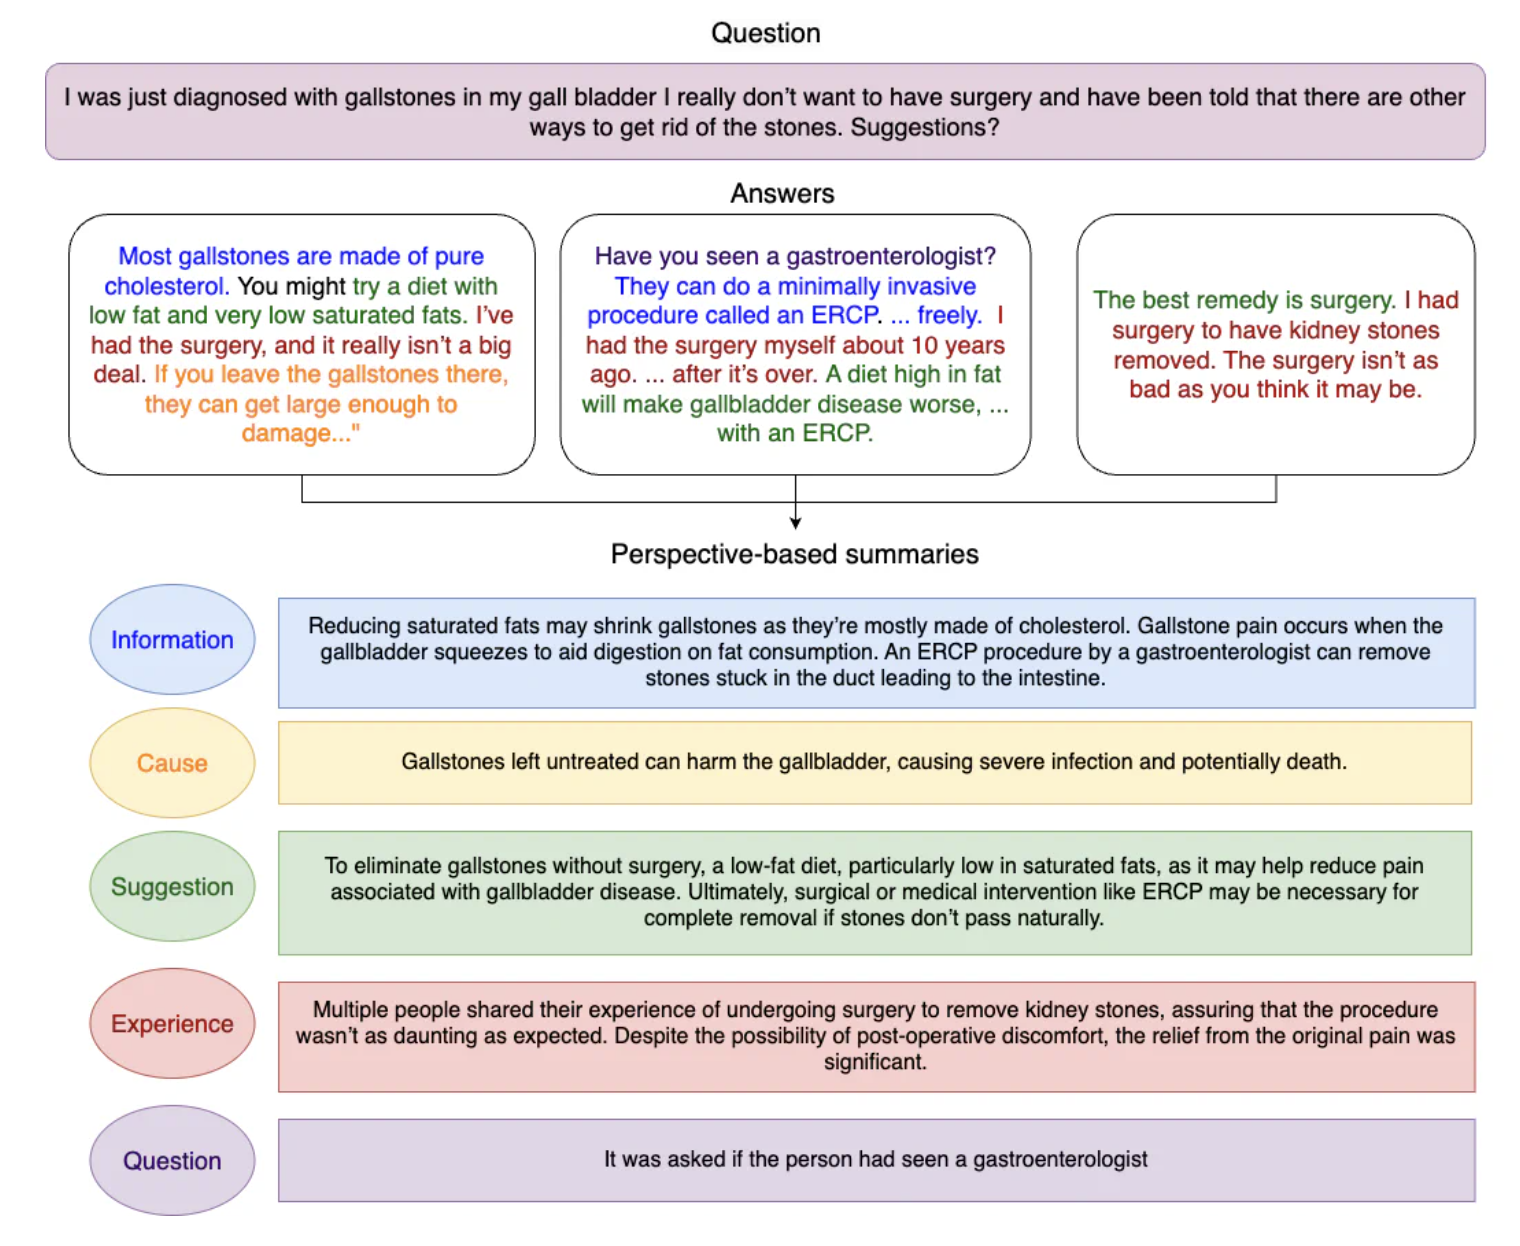 Question
I was just diagnosed with gallstones in my gall bladder I really don't want to have surgery and have been told that there are other
ways to get rid of the stones. Suggestions?
Answers
Most gallstones are made of pure
cholesterol. You might try a diet with
low fat and very low saturated fats. I've
had the surgery, and it really isn't a big
deal. If you leave the gallstones there,
they can get large enough to
damage..."
Have you seen a gastroenterologist?
They can do a minimally invasive
procedure called an ERCP. ... freely. I
had the surgery myself about 10 years
ago. ... after it's over. A diet high in fat
will make gallbladder disease worse, ...
with an ERCP.
The best remedy is surgery. I had
surgery to have kidney stones
removed. The surgery isn't as
bad as you think it may be.
Perspective-based summaries
Information
Reducing saturated fats may shrink gallstones as they're mostly made of cholesterol. Gallstone pain occurs when the
gallbladder squeezes to aid digestion on fat consumption. An ERCP procedure by a gastroenterologist can remove
stones stuck in the duct leading to the intestine.
Cause
Gallstones left untreated can harm the gallbladder, causing severe infection and potentially death.
Suggestion
To eliminate gallstones without surgery, a low-fat diet, particularly low in saturated fats, as it may help reduce pain
associated with gallbladder disease. Ultimately, surgical or medical intervention like ERCP may be necessary for
complete removal if stones don't pass naturally.
Experience
Multiple people shared their experience of undergoing surgery to remove kidney stones, assuring that the procedure
wasn't as daunting as expected. Despite the possibility of post-operative discomfort, the relief from the original pain was
significant.
Question
It was asked if the person had seen a gastroenterologist